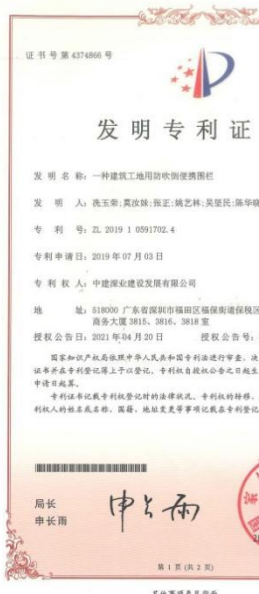 证书号第4374866号
发明专利证
发 明 名 称：一种建筑工地用防吹倒便携围栏
发 明 人：洗玉荣;莫汝妹;张正;姚艺林;吴坚民;陈华晓
专 利 号：ZL 2019 1 0591702.4
专利申请日：2019年07月03日
专 利 权 人：中建深业建设发展有限公司
地 址：518000 广东省深圳市福田区福保街道保税区
商务大厦3815、3816、3818室
授权公告日：2021年04月20日 授权公告号：
国家知识产权局依照中华人民共和国专利法进行审查，决
证书并在专利登记簿上予以登记。专利权自授权公告之日起生
申请日起算。
专利证书记载专利权登记时的法律状况。专利权的转移、
利权人的姓名或名称、国籍、地址变更等事项记载在专利登记
局长
申长雨
申长雨
第 1 页 (共 2 页)